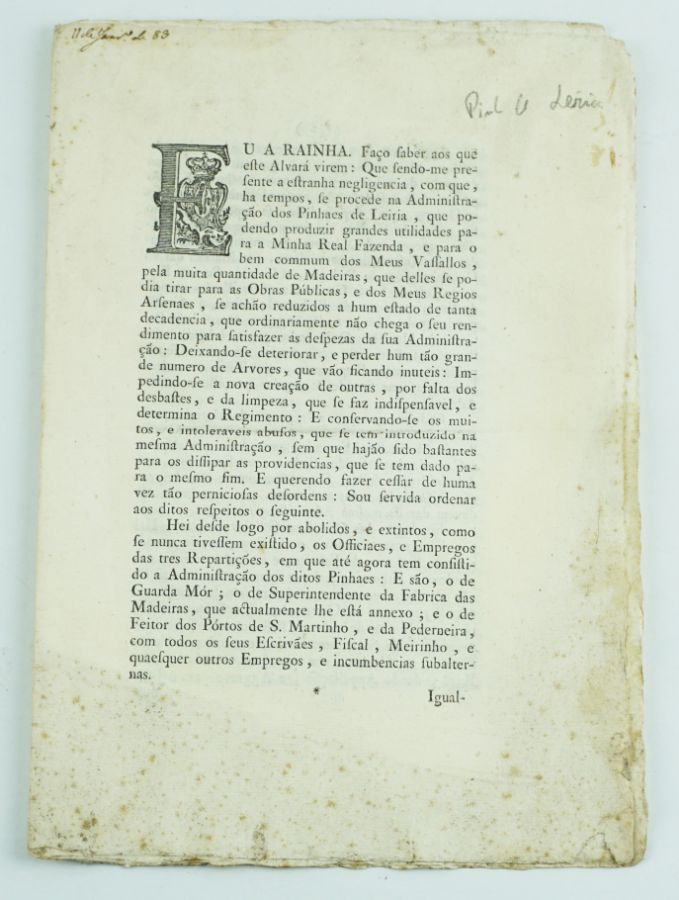 11 de Janr.º de 83
Pinl de Leiria
EU A RAINHA. Faço ſaber aos que
eſte Alvará virem: Que ſendo-me pre-
ſente a eſtranha negligencia, com que,
ha tempos, ſe procede na Adminiſtra-
ção dos Pinhaes de Leiria, que po-
dendo produzir grandes utilidades pa-
ra a Minha Real Fazenda, e para o
bem commum dos Meus Vaſſallos,
pela muita quantidade de Madeiras, que delles ſe po-
dia tirar para as Obras Públicas, e dos Meus Regios
Arſenaes, ſe achão reduzidos a hum eſtado de tanta
decadencia, que ordinariamente não chega o ſeu ren-
dimento para ſatisfazer as deſpezas da ſua Adminiſtra-
ção: Deixando-ſe deteriorar, e perder hum tão gran-
de numero de Arvores, que vão ficando inuteis: Im-
pedindo-ſe a nova creação de outras, por falta dos
desbaſtes, e da limpeza, que ſe faz indiſpenſavel, e
determina o Regimento: E conſervando-ſe os mui-
tos, e intoleraveis abuſos, que ſe tem introduzido na
meſma Adminiſtração, ſem que hajão ſido baſtantes
para os diſſipar as providencias, que ſe tem dado pa-
ra o meſmo fim. E querendo fazer ceſſar de huma
vez tão pernicioſas deſordens: Sou ſervida ordenar
aos ditos reſpeitos o ſeguinte.
Hei deſde logo por abolidos, e extintos, como
ſe nunca tiveſſem exiſtido, os Officiaes, e Empregos
das tres Repartições, em que até agora tem conſiſti-
do a Adminiſtração dos ditos Pinhaes: E são, o de
Guarda Mór; o de Superintendente da Fabrica das
Madeiras, que actualmente lhe eſtá annexo; e o de
Feitor dos Pórtos de S. Martinho, e da Pederneira,
com todos os ſeus Eſcrivães, Fiſcal, Meirinho, e
quaeſquer outros Empregos, e incumbencias ſubalter-
nas.
*
Igual-